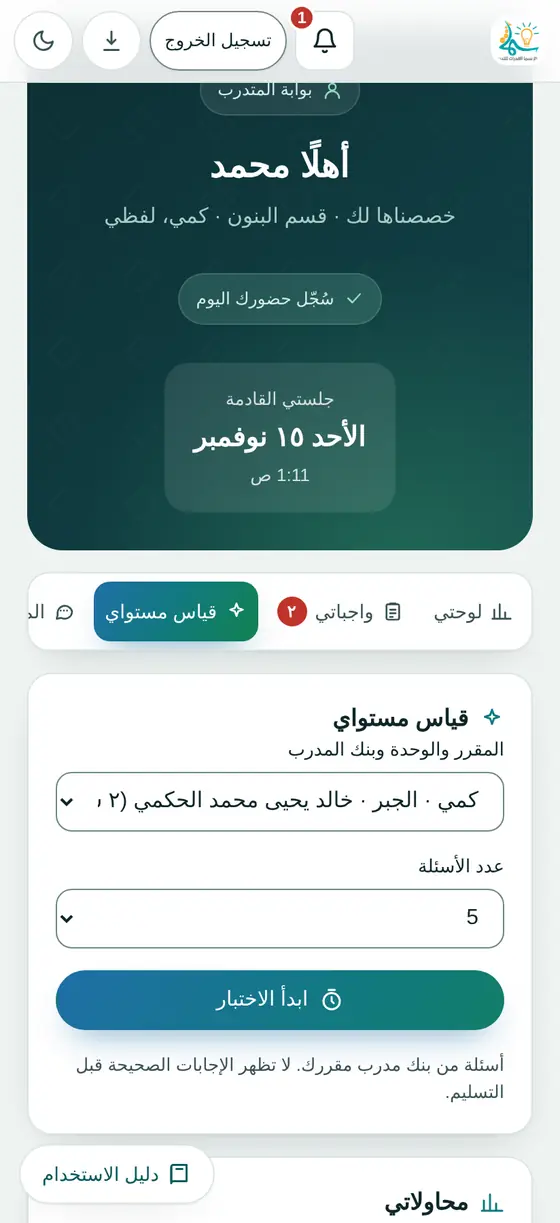 1
تسجيل الخروج
بوابة المتدرب
أهلًا محمد
خصصناها لك · قسم البنون · كمي، لفظي
سُجّل حضورك اليوم
جلستي القادمة
الأحد ١٥ نوفمبر
1:11 ص
لوحتي
واجباتي ٢
قياس مستواي
قياس مستواي
المقرر والوحدة وبنك المدرب
كمي · الجبر · خالد يحيى محمد الحكمي (٢
عدد الأسئلة
5
ابدأ الاختبار
أسئلة من بنك مدرب مقررك. لا تظهر الإجابات الصحيحة قبل
التسليم.
دليل الاستخدام
محاولاتي